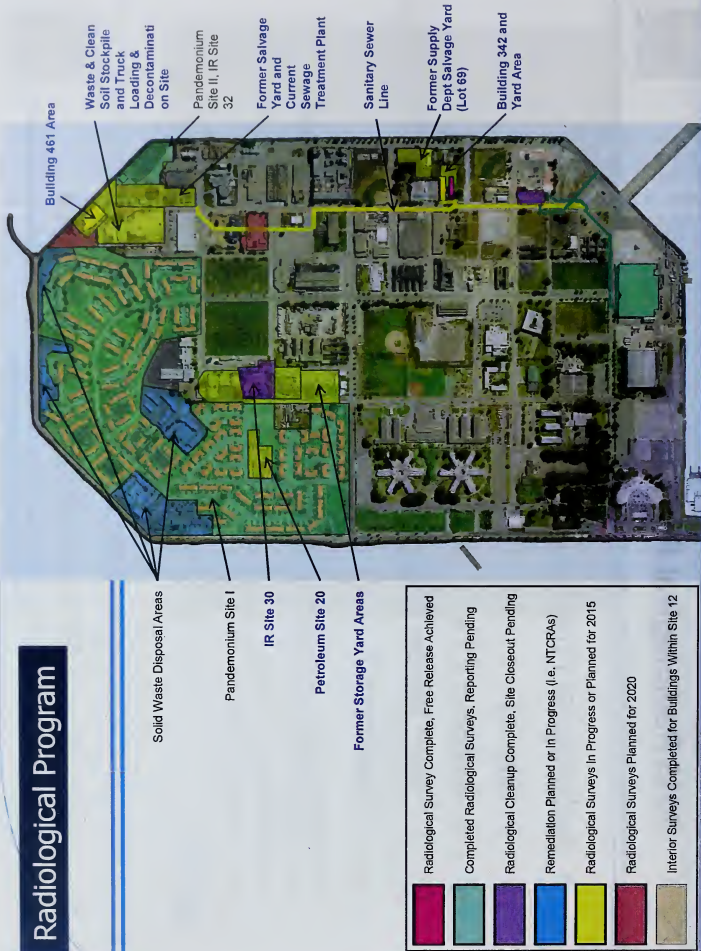 Radiological Program
Building 461 Area
Waste & Clean
Soil Stockpile
and Truck
Loading &
Decontaminati
on Site
Pandemonium
Site II, IR Site
32
Former Salvage
Yard and
Current
Sewage
Treatment Plant
Sanitary Sewer
Line
Former Supply
Dept Salvage Yard
(Lot 69)
Building 342 and
Yard Area
Solid Waste Disposal Areas
Pandemonium Site I
IR Site 30
Petroleum Site 20
Former Storage Yard Areas
Radiological Survey Complete, Free Release Achieved
Completed Radiological Surveys, Reporting Pending
Radiological Cleanup Complete, Site Closeout Pending
Remediation Planned or In Progress (I.e. NTCRAs)
Radiological Surveys In Progress or Planned for 2015
Radiological Surveys Planned for 2020
Interior Surveys Completed for Buildings Within Site 12